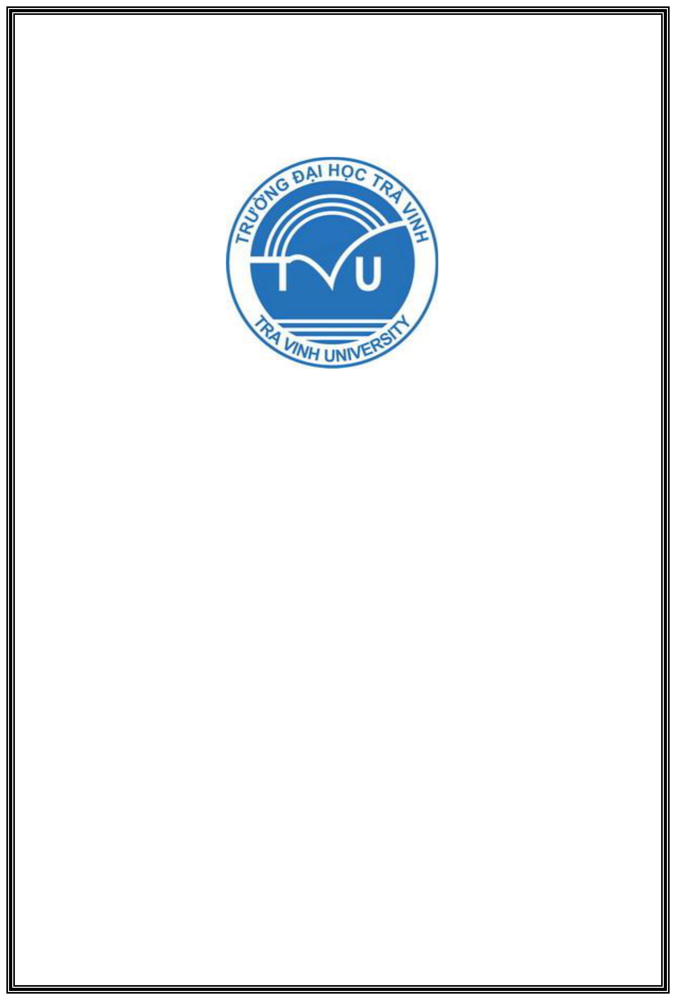 TRƯỜNG ĐẠI HỌC TRÀ VINH
TVU
TRA VINH UNIVERSITY